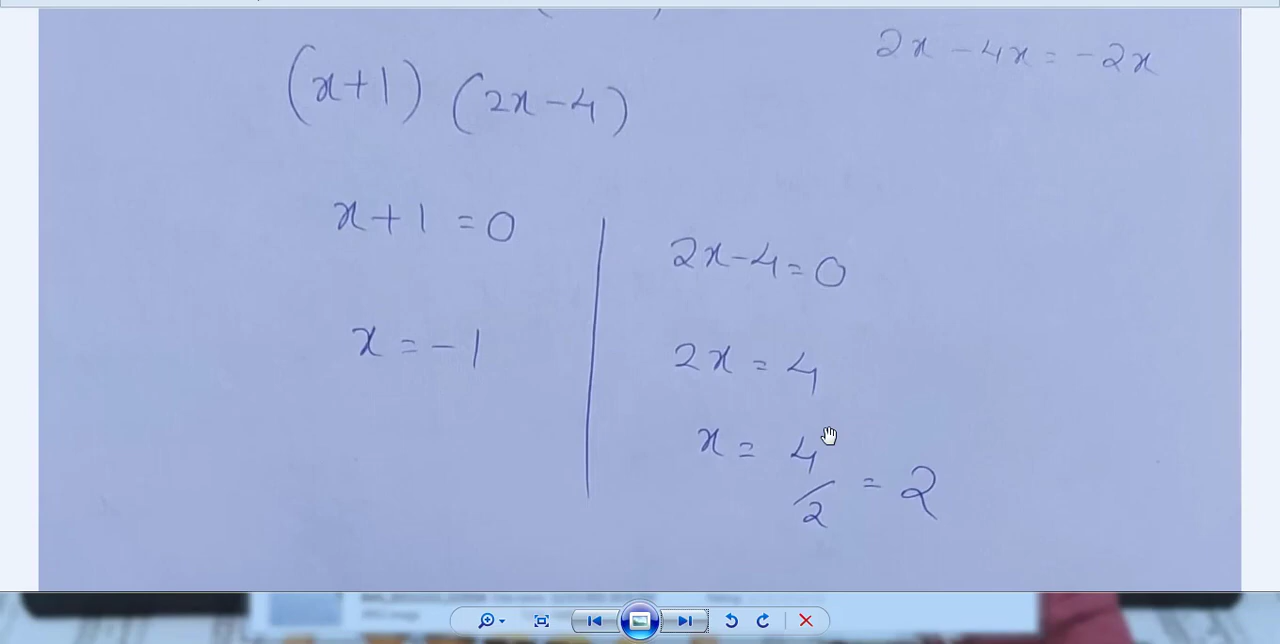 2x - 4x = -2x
(x+1) (2x-4)
x+1 =0
2x-4=0
x = -1
2x = 4
x = 4/2 = 2